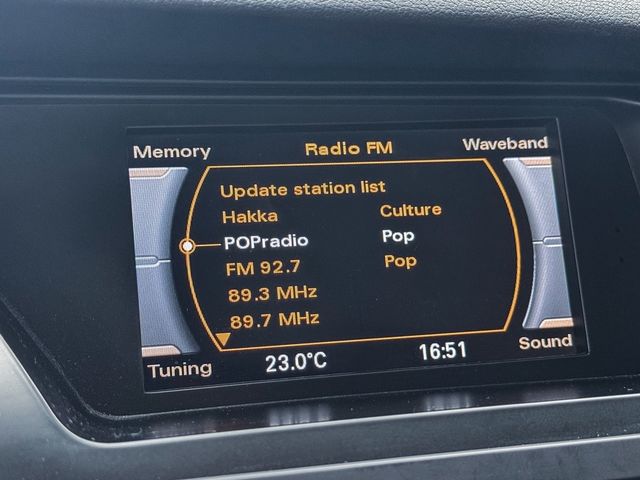 Memory Radio FM Waveband
Update station list
Hakka Culture
POPradio Pop
FM 92.7 Pop
89.3 MHz
89.7 MHz
Tuning 23.0°C 16:51 Sound